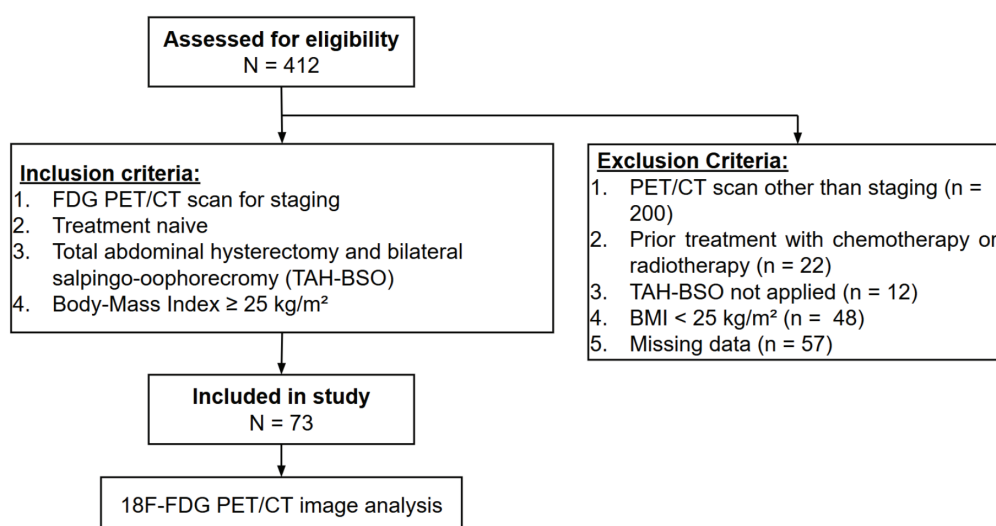 Assessed for eligibility
N = 412
Inclusion criteria:
1. FDG PET/CT scan for staging
2. Treatment naive
3. Total abdominal hysterectomy and bilateral
salpingo-oophorecromy (TAH-BSO)
4. Body-Mass Index ≥ 25 kg/m²
Exclusion Criteria:
1. PET/CT scan other than staging (n =
200)
2. Prior treatment with chemotherapy or
radiotherapy (n = 22)
3. TAH-BSO not applied (n = 12)
4. BMI < 25 kg/m² (n = 48)
5. Missing data (n = 57)
Included in study
N = 73
18F-FDG PET/CT image analysis